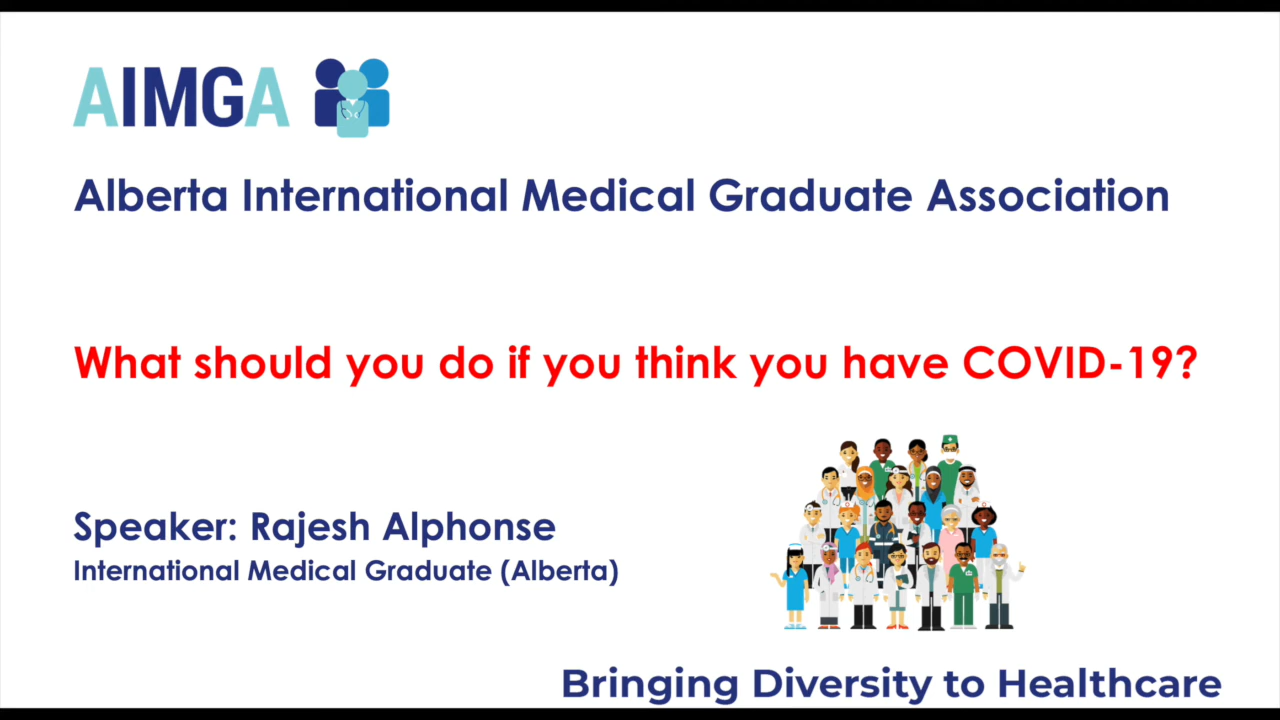 AIMGA
Alberta International Medical Graduate Association
What should you do if you think you have COVID-19?
Speaker: Rajesh Alphonse
International Medical Graduate (Alberta)
Bringing Diversity to Healthcare